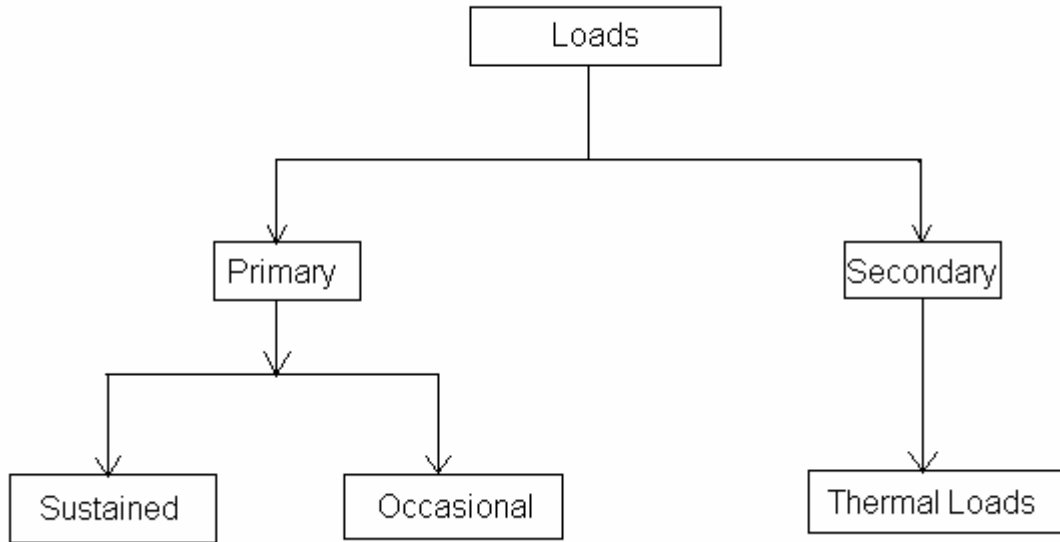 Loads
Primary
Secondary
Sustained
Occasional
Thermal Loads